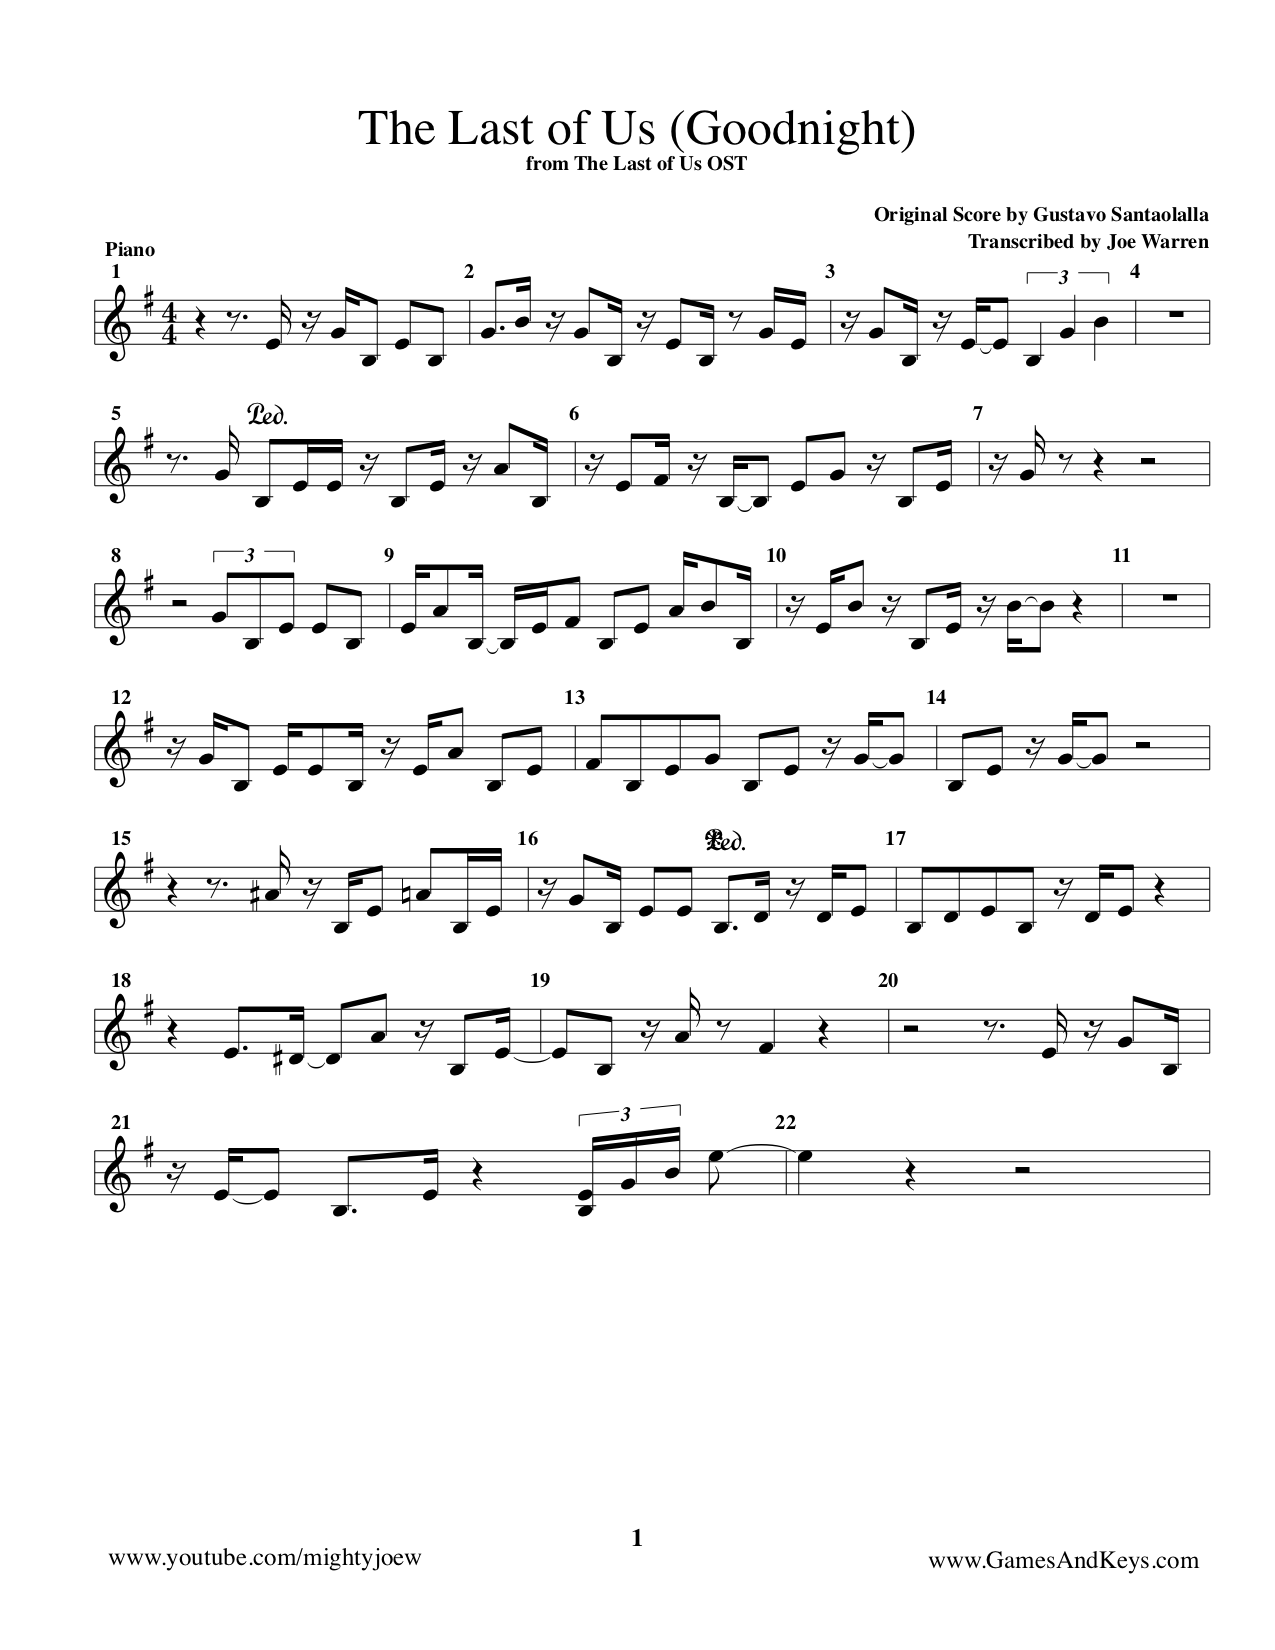 The Last of Us (Goodnight)
from The Last of Us OST
Original Score by Gustavo Santaolalla
Transcribed by Joe Warren
Piano
1 2 3 3 4
4
4
5 Ped. 6 7
8 3 9 10 11
12 13 14
15 16 Ped. 17
18 19 20
21 3 22
1
www.youtube.com/mightyjoew
www.GamesAndKeys.com